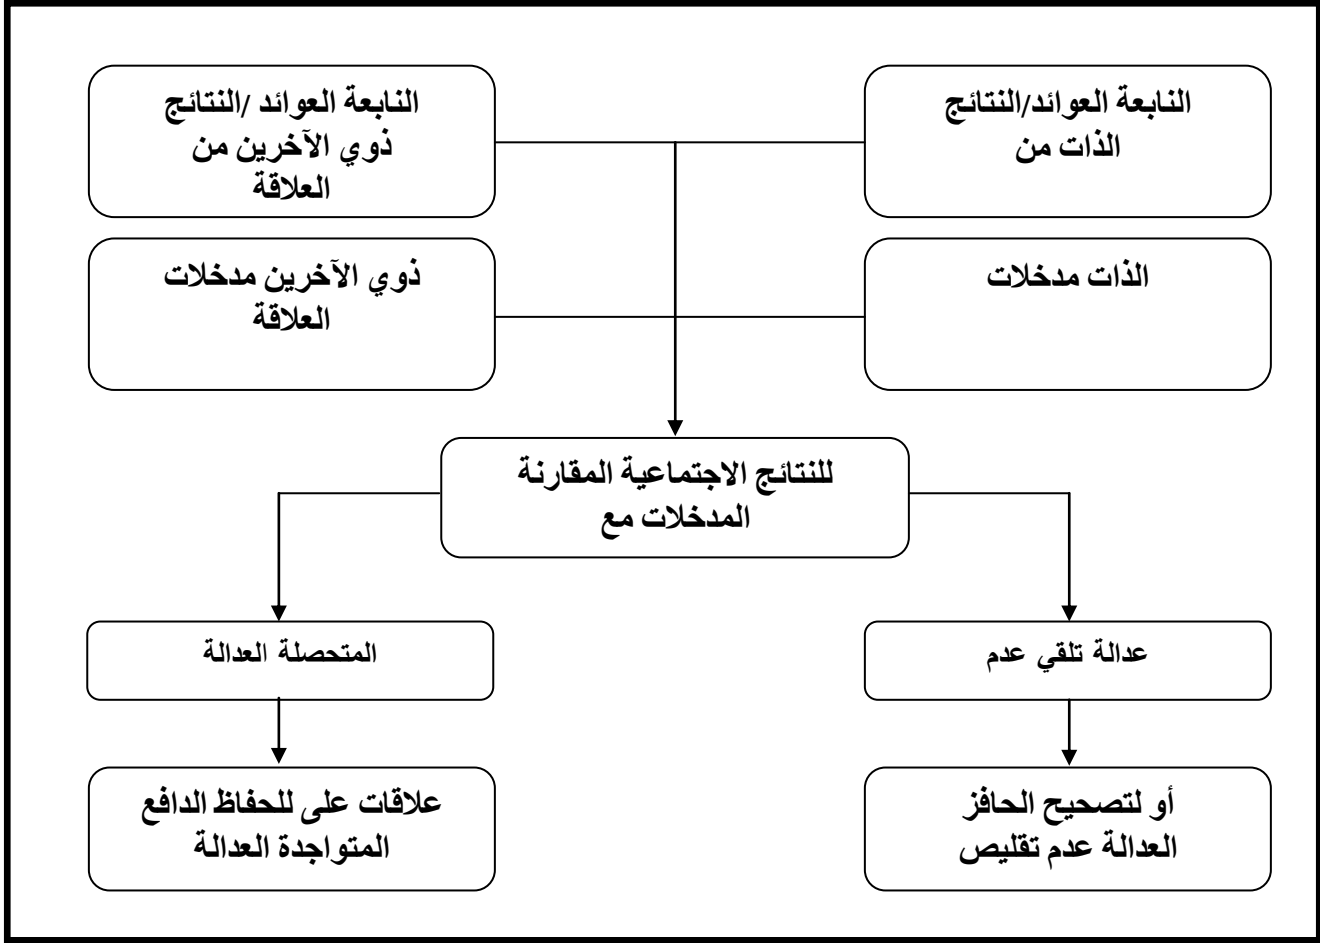 النابعة العوائد/النتائج
الذات من
النابعة العوائد /النتائج
ذوي الآخرين من
العلاقة
الذات مدخلات
ذوي الآخرين مدخلات
العلاقة
للنتائج الاجتماعية المقارنة
المدخلات مع
عدالة تلقي عدم
المتحصلة العدالة
أو لتصحيح الحافز
العدالة عدم تقليص
علاقات على للحفاظ الدافع
المتواجدة العدالة